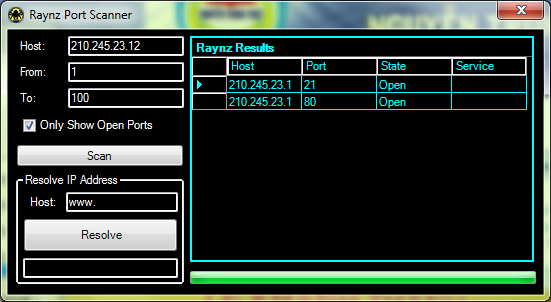 Raynz Port Scanner
Host: 210.245.23.12
From: 1
To: 100
Only Show Open Ports
Scan
Resolve IP Address
Host: www.
Resolve
Raynz Results
Host Port State Service
210.245.23.1 21 Open
210.245.23.1 80 Open